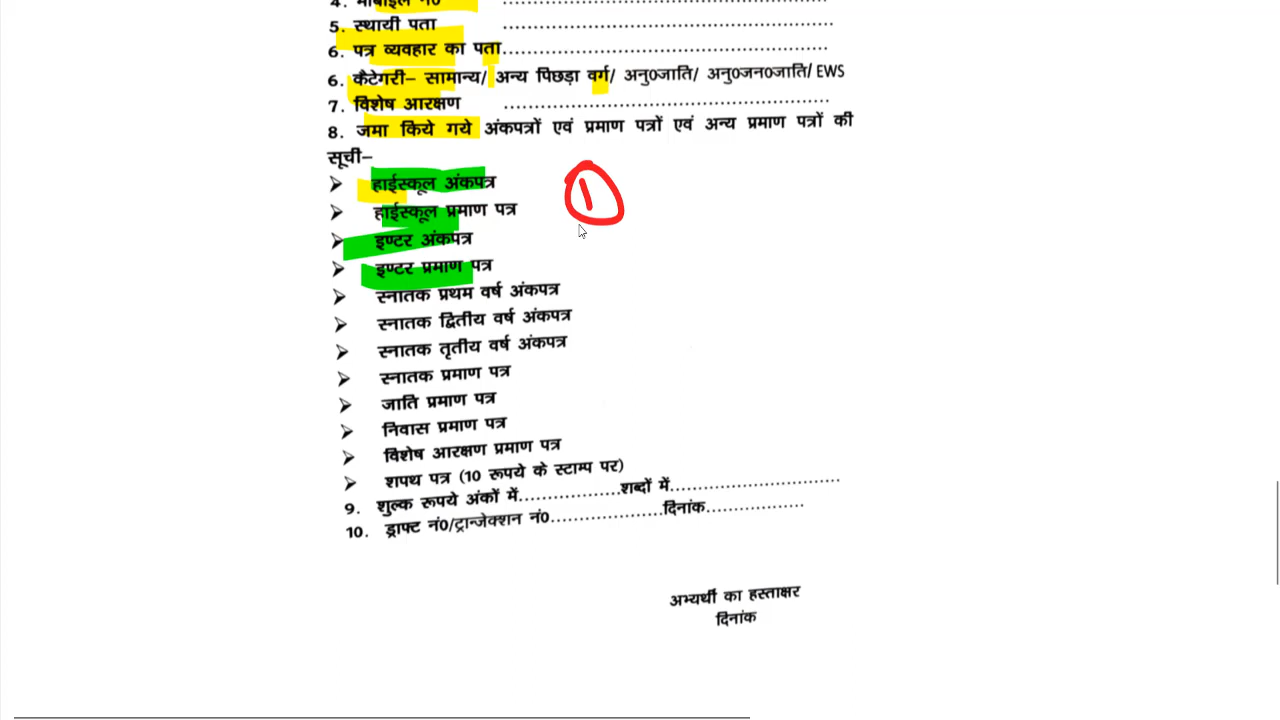 4. मोबाईल नं0 ........................................
5. स्थायी पता ........................................
6. पत्र व्यवहार का पता........................................
6. कैटेगरी– सामान्य/ अन्य पिछड़ा वर्ग/ अनु0जाति/ अनु0जन0जाति/ EWS
7. विशेष आरक्षण ........................................
8. जमा किये गये अंकपत्रों एवं प्रमाण पत्रों एवं अन्य प्रमाण पत्रों की
सूची–
➢ हाईस्कूल अंकपत्र
➢ हाईस्कूल प्रमाण पत्र
➢ इण्टर अंकपत्र
➢ इण्टर प्रमाण पत्र
➢ स्नातक प्रथम वर्ष अंकपत्र
➢ स्नातक द्वितीय वर्ष अंकपत्र
➢ स्नातक तृतीय वर्ष अंकपत्र
➢ स्नातक प्रमाण पत्र
➢ जाति प्रमाण पत्र
➢ निवास प्रमाण पत्र
➢ विशेष आरक्षण प्रमाण पत्र
➢ शपथ पत्र (10 रूपये के स्टाम्प पर)
9. शुल्क रूपये अंकों में....................शब्दों में..............................
10. ड्राफ्ट नं0/ट्रान्जेक्शन नं0......................दिनांक...................
अभ्यर्थी का हस्ताक्षर
दिनांक
1